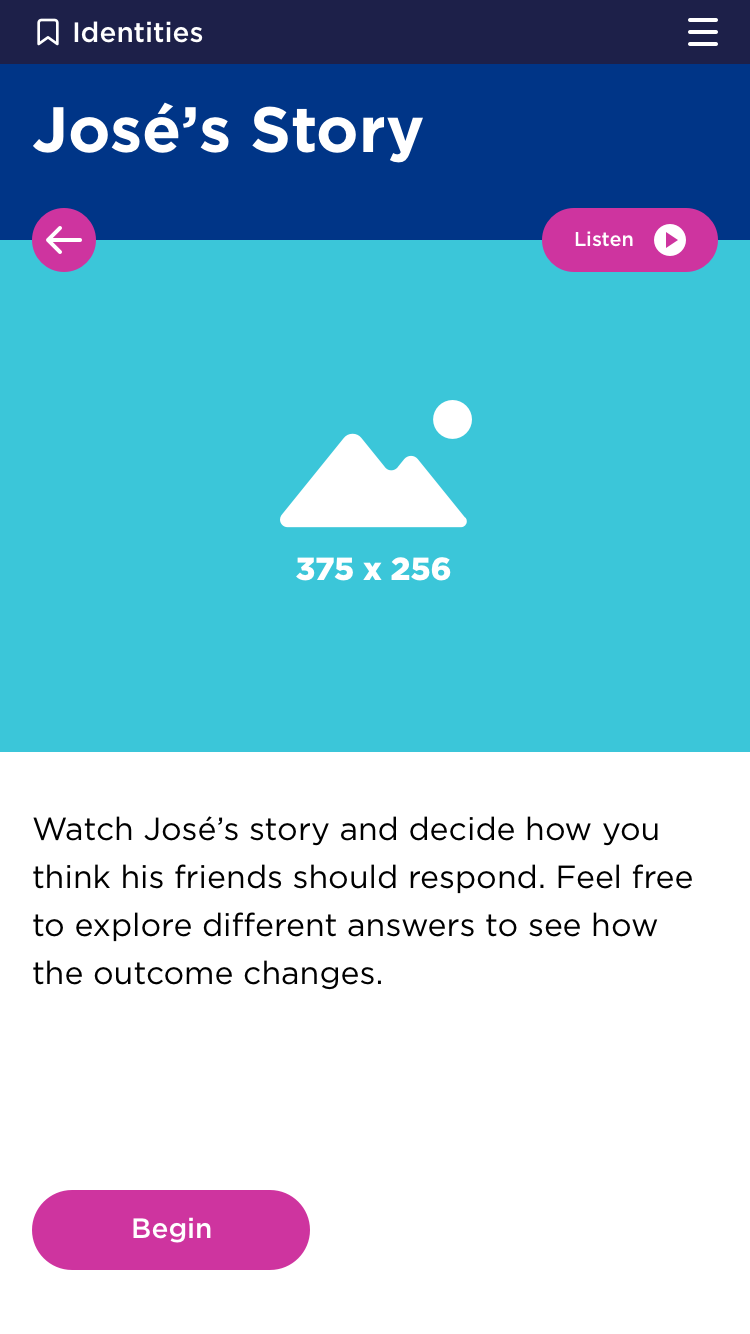 Identities
José’s Story
Listen
375 x 256
Watch José’s story and decide how you
think his friends should respond. Feel free
to explore different answers to see how
the outcome changes.
Begin